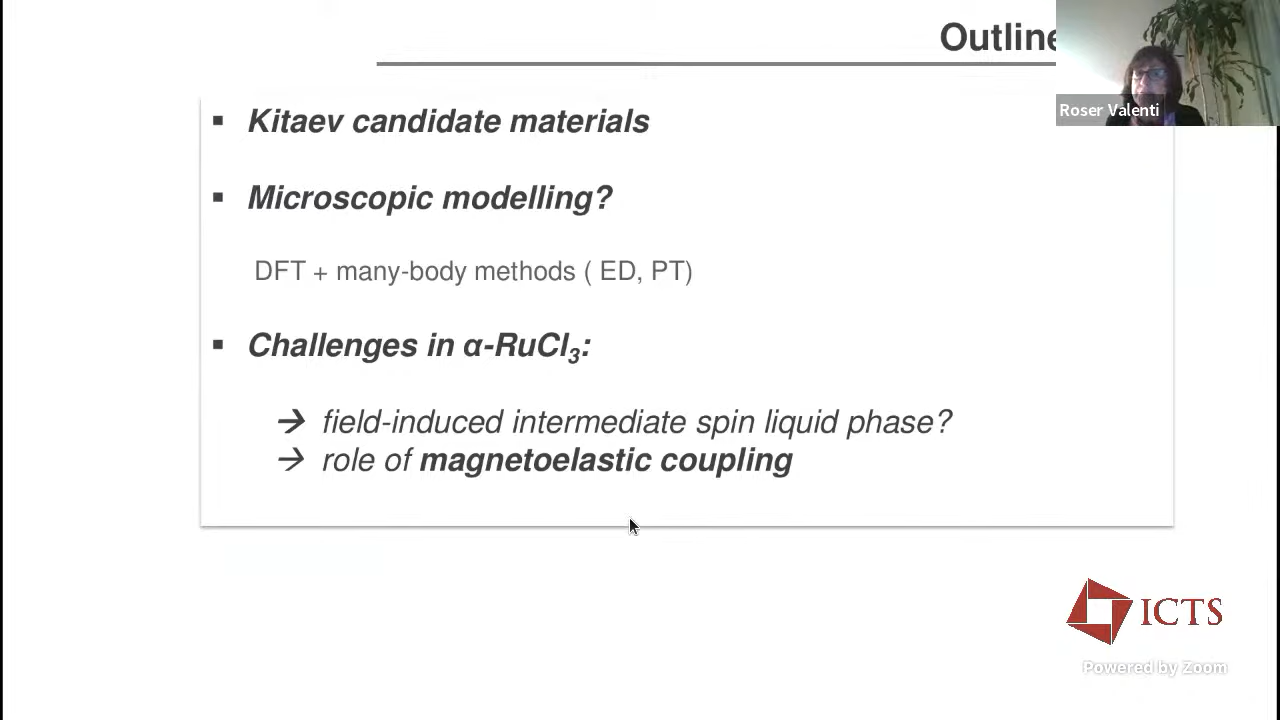 Outline
Roser Valenti
▪ Kitaev candidate materials
▪ Microscopic modelling?
DFT + many-body methods ( ED, PT)
▪ Challenges in α-RuCl₃:
→ field-induced intermediate spin liquid phase?
→ role of magnetoelastic coupling
ICTS
Powered by Zoom